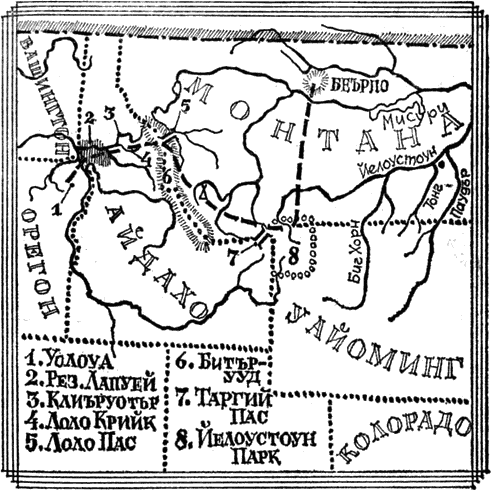 ВАШИНГТОН
ОРЕГОН
АЙДАХО
МОНТАНА
БЕЪРПО
Мисури
Йелоустоун
Биг Хорн
Тонг
Паудър
УАЙОМИНГ
КОЛОРАДО
1
2
3
4
5
6
7
8
1. Уолоуа
2. Рез. Лапуей
3. Клиъруотър
4. Лоло Крийк
5. Лоло Пас
6. Битър-
ууд
7. Таргий
Пас
8. Йелоустоун
Парк